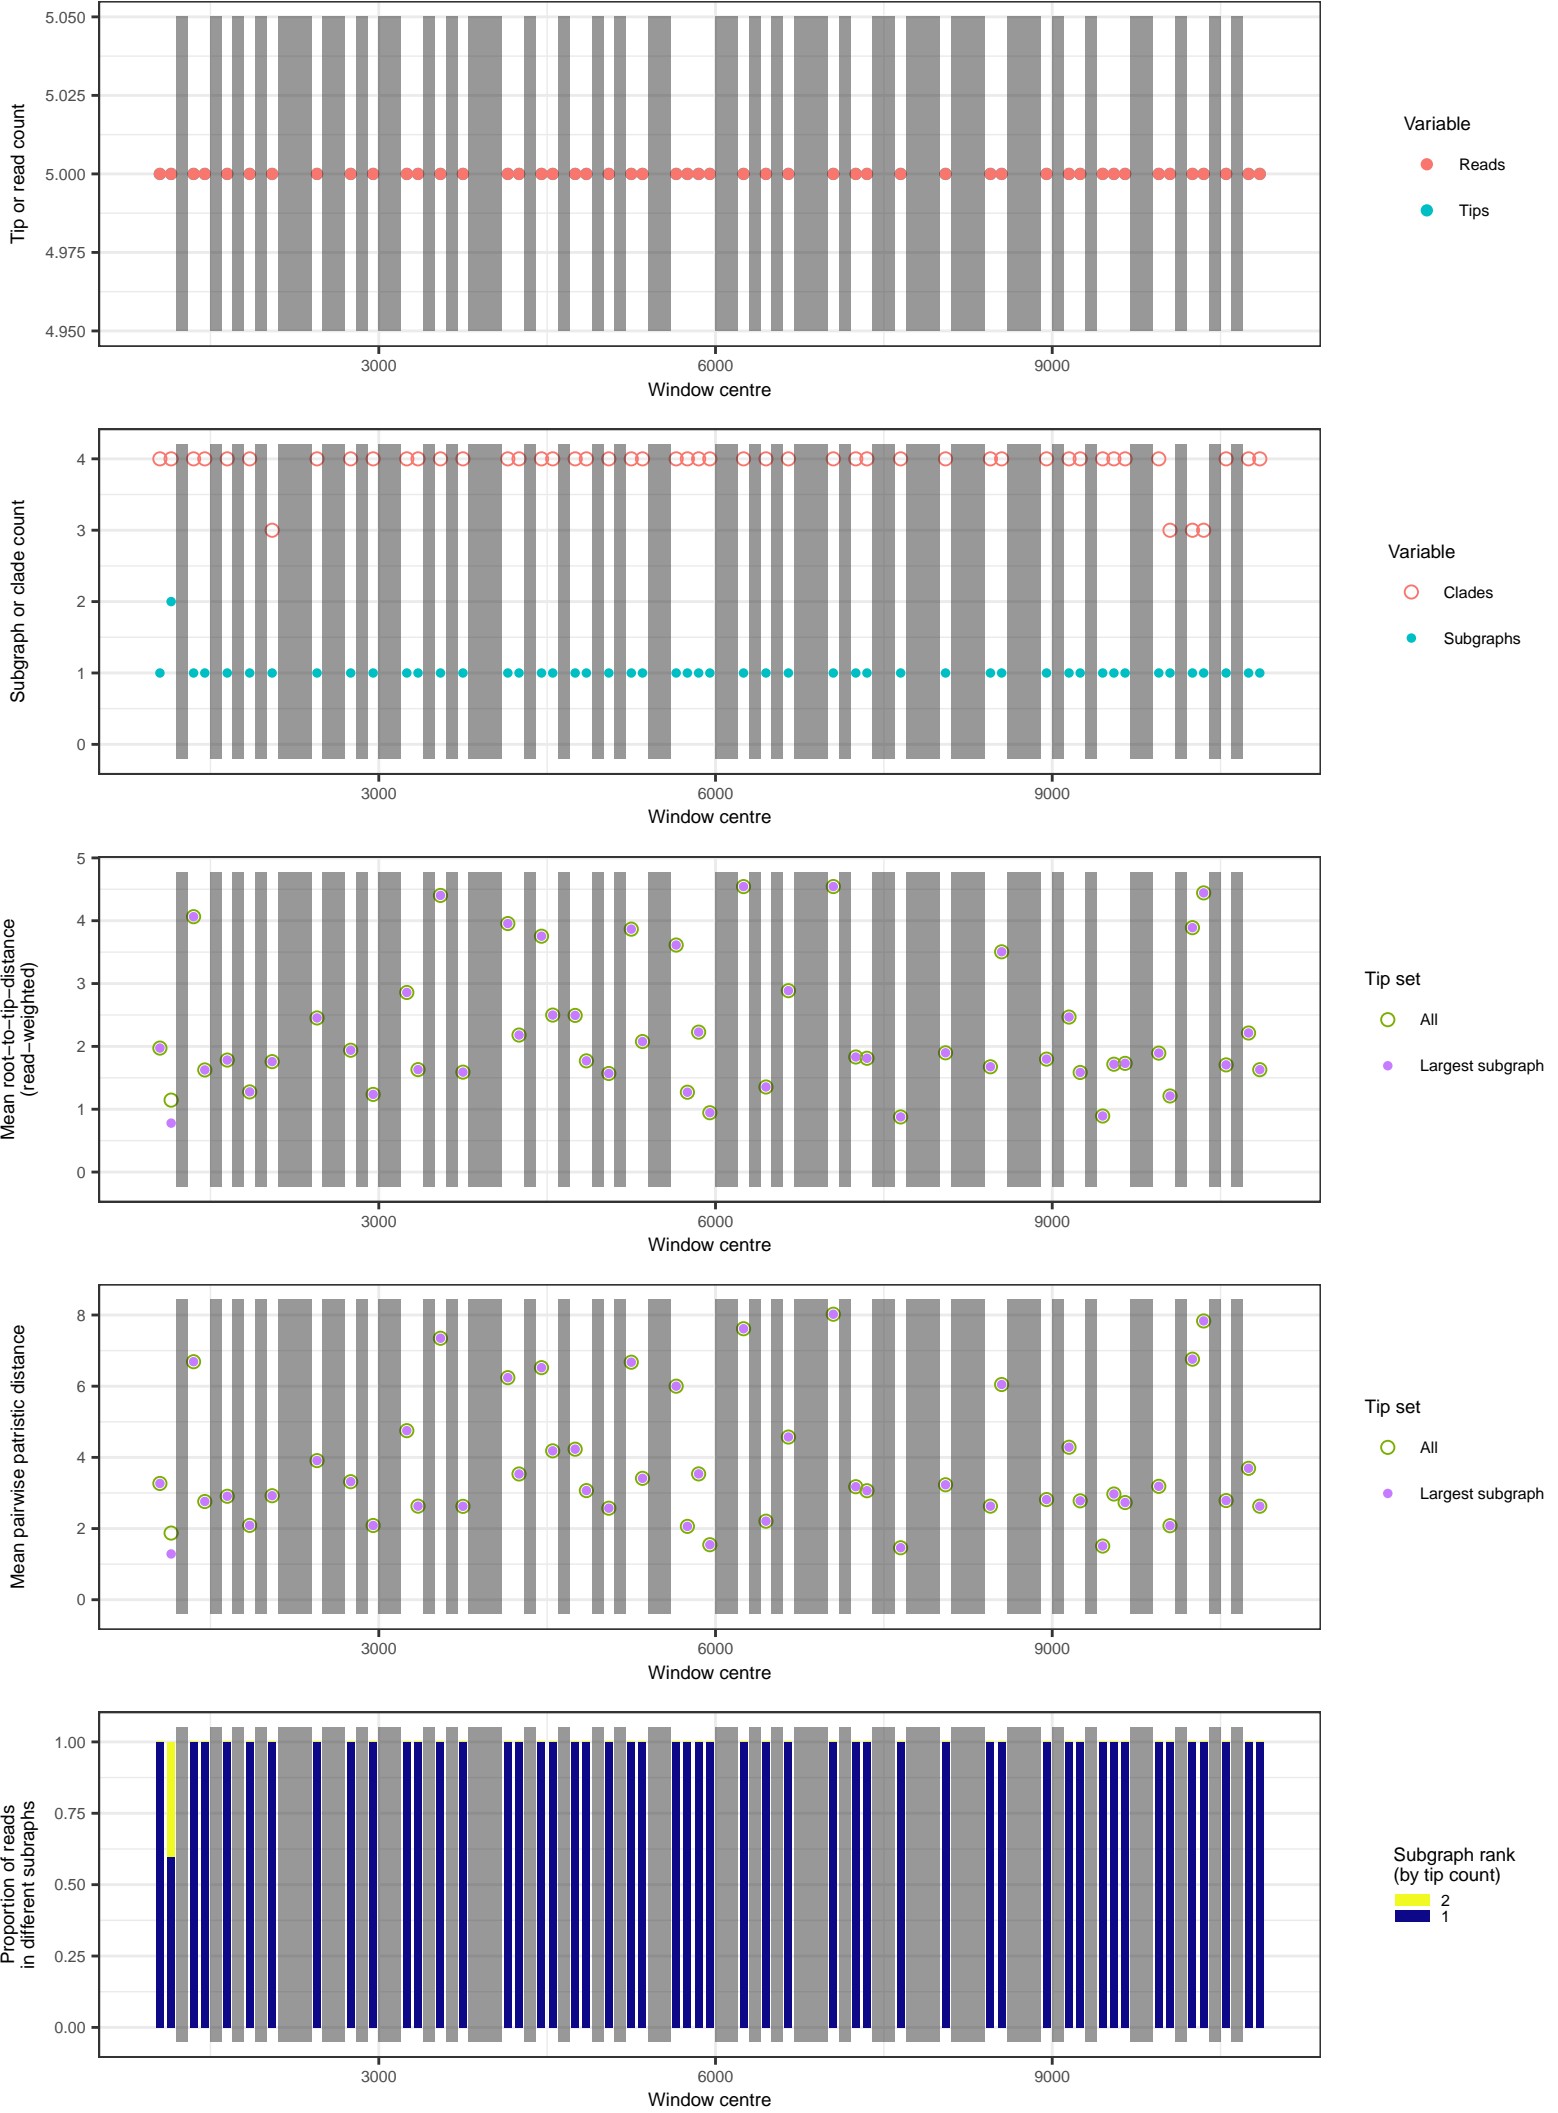 5.050
5.025
5.000
4.975
4.950
Tip or read count
3000
6000
9000
Window centre
Variable
Reads
Tips
4
3
2
1
0
Subgraph or clade count
3000
6000
9000
Window centre
Variable
Clades
Subgraphs
5
4
3
2
1
0
Mean root−to−tip−distance
(read−weighted)
3000
6000
9000
Window centre
Tip set
All
Largest subgraph
8
6
4
2
0
Mean pairwise patristic distance
3000
6000
9000
Window centre
Tip set
All
Largest subgraph
1.00
0.75
0.50
0.25
0.00
Proportion of reads
in different subraphs
3000
6000
9000
Window centre
Subgraph rank
(by tip count)
2
1